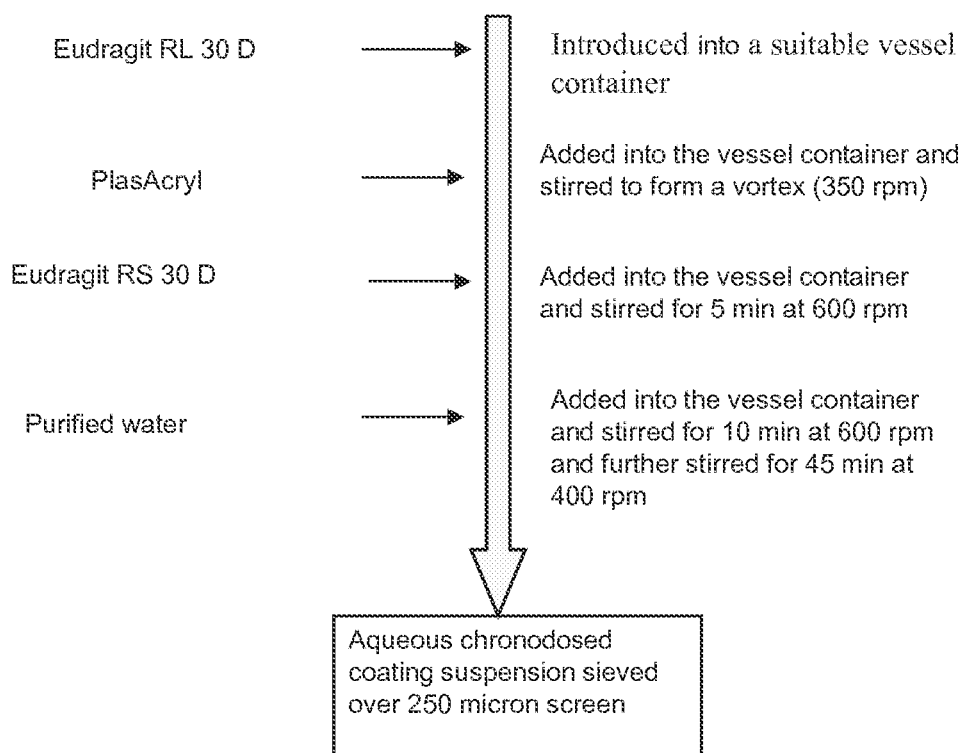 Eudragit RL 30 D
Introduced into a suitable vessel
container
PlasAcryl
Added into the vessel container and
stirred to form a vortex (350 rpm)
Eudragit RS 30 D
Added into the vessel container
and stirred for 5 min at 600 rpm
Purified water
Added into the vessel container
and stirred for 10 min at 600 rpm
and further stirred for 45 min at
400 rpm
Aqueous chronodosed
coating suspension sieved
over 250 micron screen